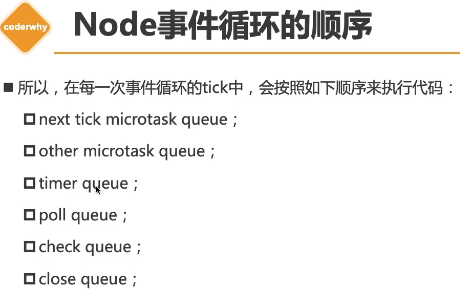 coderwhy
Node事件循环的顺序
所以，在每一次事件循环的tick中，会按照如下顺序来执行代码：
next tick microtask queue；
other microtask queue；
timer queue；
poll queue；
check queue；
close queue；